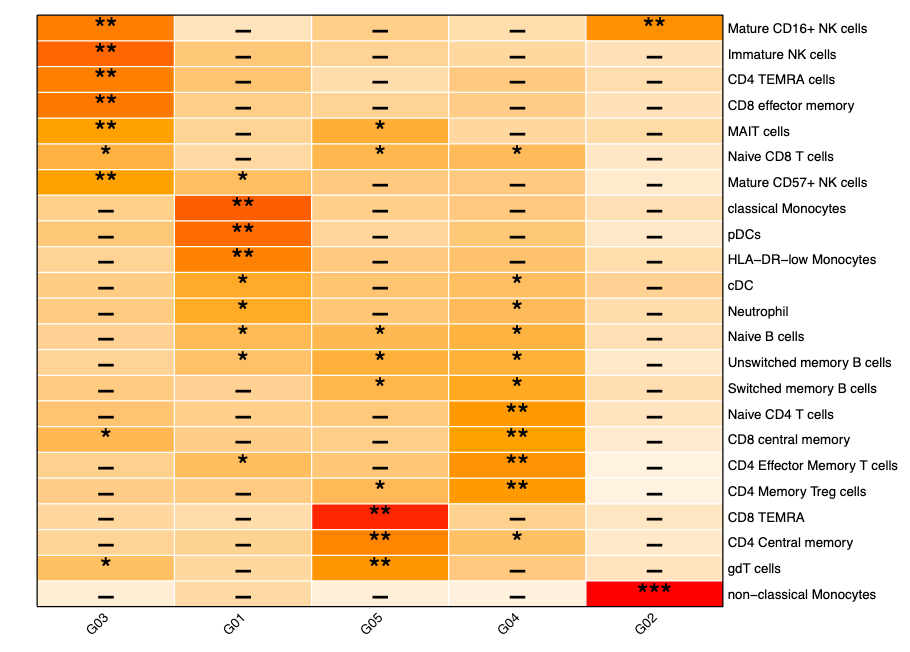 ** — — — ** Mature CD16+ NK cells
** — — — — Immature NK cells
** — — — — CD4 TEMRA cells
** — — — — CD8 effector memory
** — * — — MAIT cells
* — * * — Naive CD8 T cells
** * — — — Mature CD57+ NK cells
— ** — — — classical Monocytes
— ** — — — pDCs
— ** — — — HLA−DR−low Monocytes
— * — * — cDC
— * — * — Neutrophil
— * * * — Naive B cells
— * * * — Unswitched memory B cells
— — * * — Switched memory B cells
— — — ** — Naive CD4 T cells
* — — ** — CD8 central memory
— * — ** — CD4 Effector Memory T cells
— — * ** — CD4 Memory Treg cells
— — ** — — CD8 TEMRA
— — ** * — CD4 Central memory
* — ** — — gdT cells
— — — — *** non−classical Monocytes
G03 G01 G05 G04 G02